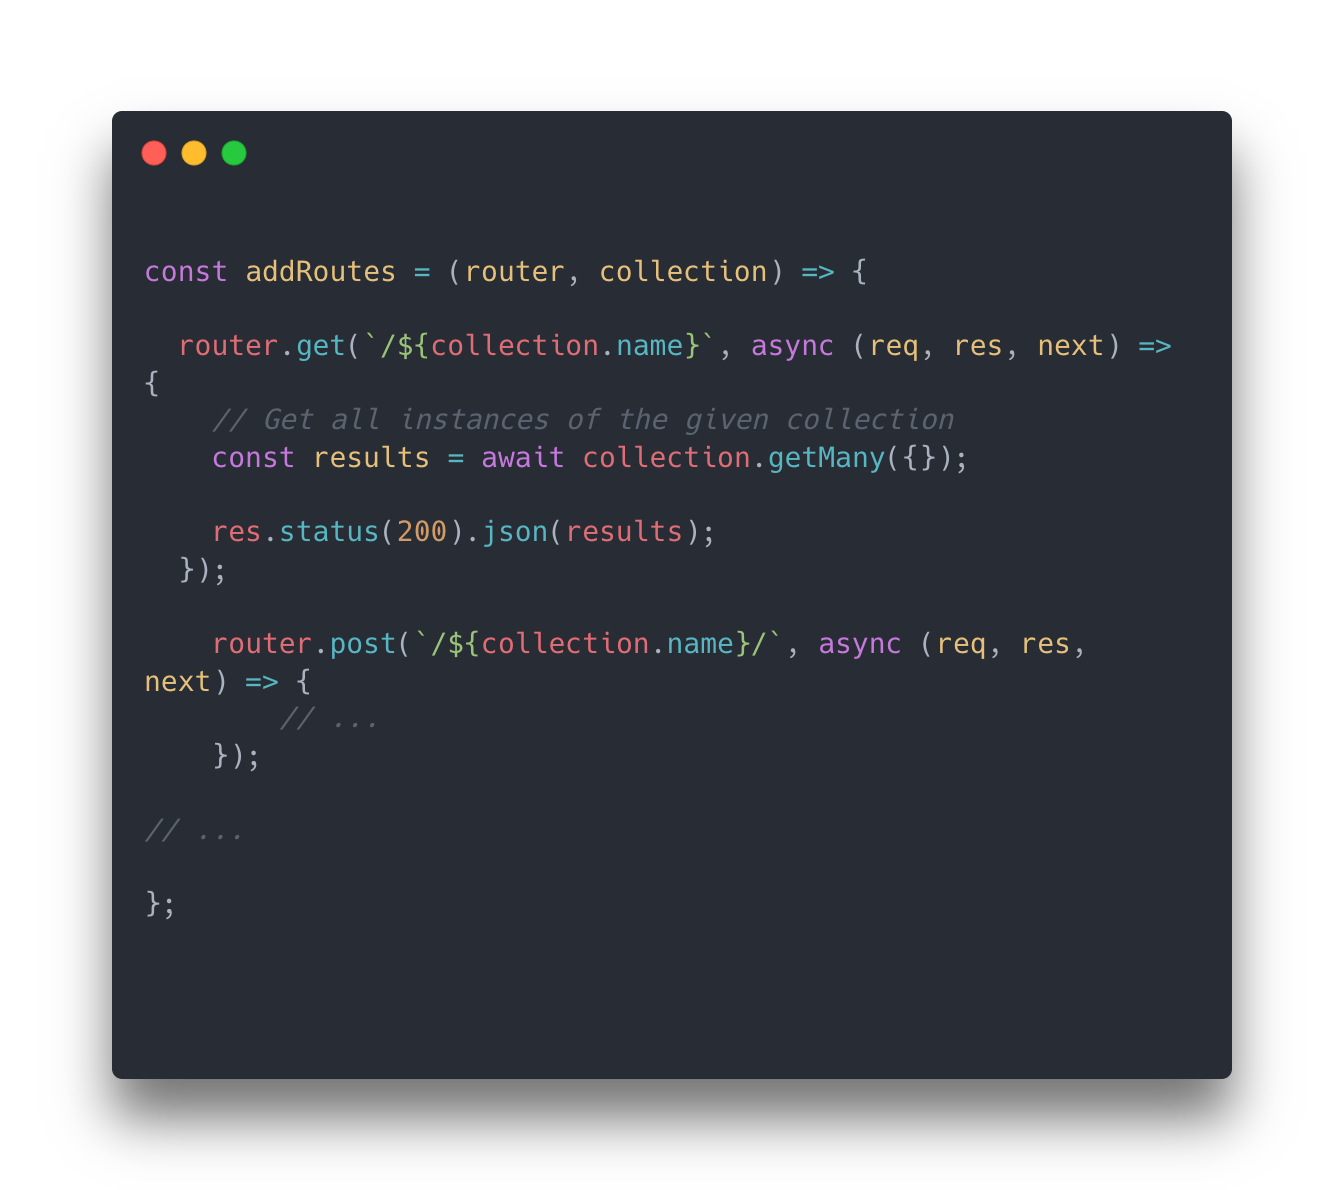 const addRoutes = (router, collection) => {
  router.get(`/${collection.name}`, async (req, res, next) =>
{
    // Get all instances of the given collection
    const results = await collection.getMany({});
    res.status(200).json(results);
  });
    router.post(`/${collection.name}/`, async (req, res,
next) => {
        // ...
    });
// ...
};